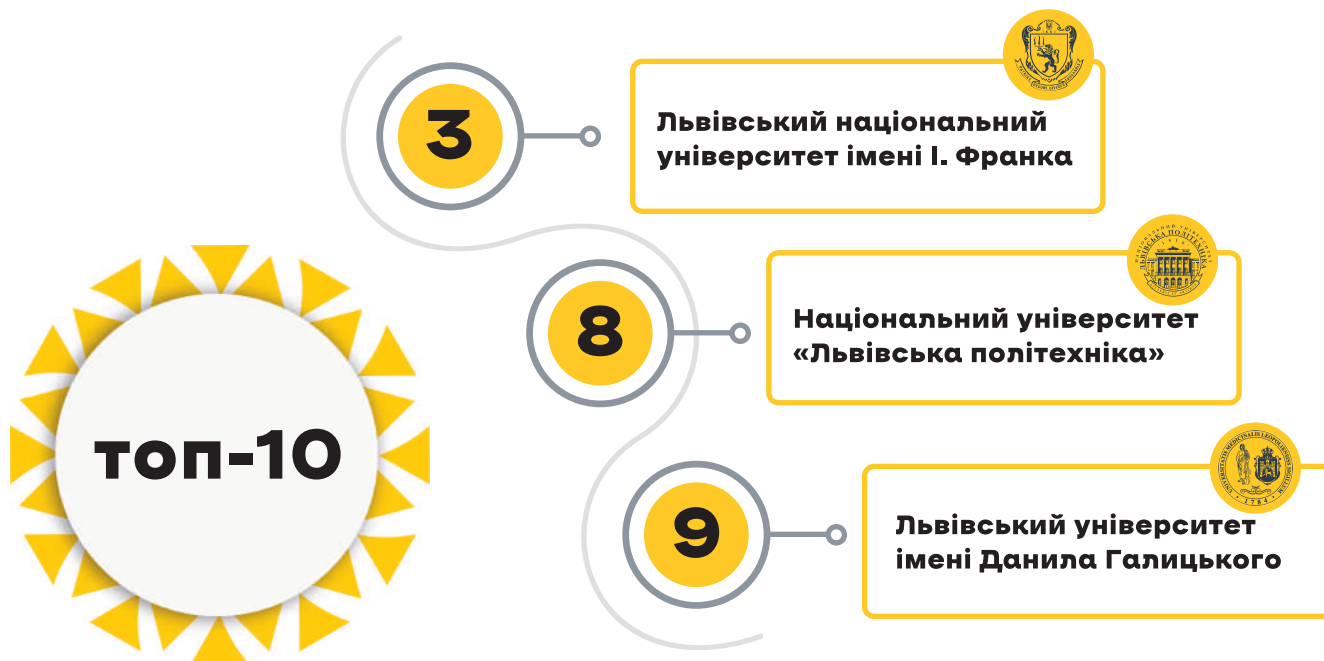 топ-10
3
Львівський національний
університет імені І. Франка
8
Національний університет
«Львівська політехніка»
9
Львівський університет
імені Данила Галицького